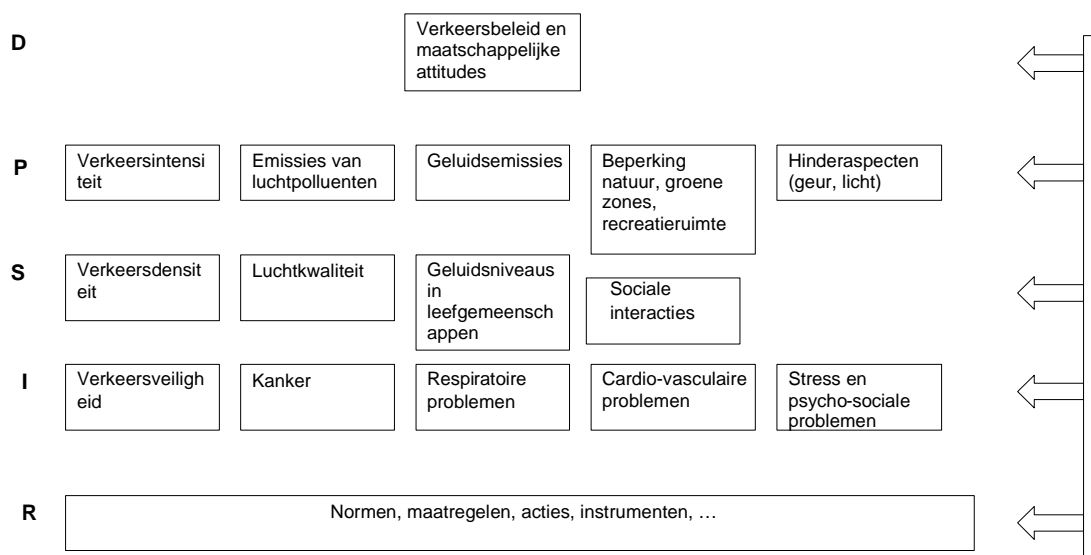 D
Verkeersbeleid en
maatschappelijke
attitudes
P
Verkeersintensi
teit
Emissies van
luchtpolluenten
Geluidsemissies
Beperking
natuur, groene
zones,
recreatieruimte
Hinderaspecten
(geur, licht)
S
Verkeersdensit
eit
Luchtkwaliteit
Geluidsniveaus
in
leefgemeensch
appen
Sociale
interacties
I
Verkeersveiligh
eid
Kanker
Respiratoire
problemen
Cardio-vasculaire
problemen
Stress en
psycho-sociale
problemen
R
Normen, maatregelen, acties, instrumenten, …